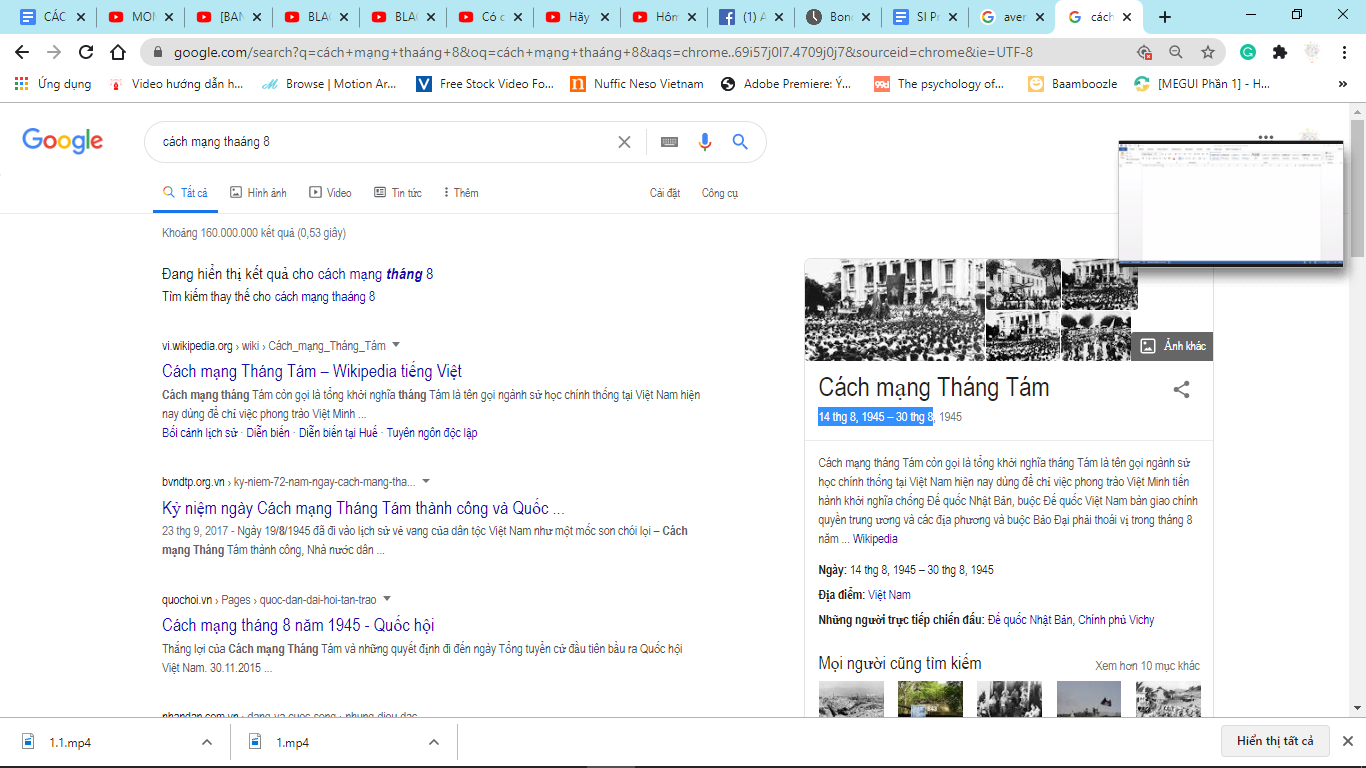 CÁC
MON
[BAN
BLAC
BLAC
Có c
Hãy
Hôm
(1) A
Bong
SI Pr
aver
cách
google.com/search?q=cách+mạng+thaáng+8&oq=cách+mạng+thaáng+8&aqs=chrome..69i57j0l7.4709j0j7&sourceid=chrome&ie=UTF-8
Ứng dụng
Video hướng dẫn h...
Browse | Motion Ar...
Free Stock Video Fo...
Nuffic Neso Vietnam
Adobe Premiere: Ý...
The psychology of...
Baamboozle
[MEGUI Phần 1] - H...
Google
cách mạng thaáng 8
Tất cả
Hình ảnh
Video
Tin tức
Thêm
Cài đặt
Công cụ
Khoảng 160.000.000 kết quả (0,53 giây)
Đang hiển thị kết quả cho cách mạng tháng 8
Tìm kiếm thay thế cho cách mạng thaáng 8
vi.wikipedia.org › wiki › Cách_mạng_Tháng_Tám
Cách mạng Tháng Tám – Wikipedia tiếng Việt
Cách mạng tháng Tám còn gọi là tổng khởi nghĩa tháng Tám là tên gọi ngành sử học chính thống tại Việt Nam hiện
nay dùng để chỉ việc phong trào Việt Minh ...
Bối cảnh lịch sử · Diễn biến · Diễn biến tại Huế · Tuyên ngôn độc lập
bvndtp.org.vn › ky-niem-72-nam-ngay-cach-mang-tha...
Kỷ niệm ngày Cách mạng Tháng Tám thành công và Quốc ...
23 thg 9, 2017 - Ngày 19/8/1945 đã đi vào lịch sử vẻ vang của dân tộc Việt Nam như một mốc son chói lọi – Cách
mạng Tháng Tám thành công, Nhà nước dân ...
quochoi.vn › Pages › quoc-dan-dai-hoi-tan-trao
Cách mạng tháng 8 năm 1945 - Quốc hội
Thắng lợi của Cách mạng Tháng Tám và những quyết định đi đến ngày Tổng tuyển cử đầu tiên bầu ra Quốc hội
Việt Nam. 30.11.2015 ...
nhandan.com.vn › dang-va-cuoc-song › nhung-dieu-dac
Ảnh khác
Cách mạng Tháng Tám
14 thg 8, 1945 – 30 thg 8, 1945
Cách mạng tháng Tám còn gọi là tổng khởi nghĩa tháng Tám là tên gọi ngành sử
học chính thống tại Việt Nam hiện nay dùng để chỉ việc phong trào Việt Minh tiến
hành khởi nghĩa chống Đế quốc Nhật Bản, buộc Đế quốc Việt Nam bàn giao chính
quyền trung ương và các địa phương và buộc Bảo Đại phải thoái vị trong tháng 8
năm ... Wikipedia
Ngày: 14 thg 8, 1945 – 30 thg 8, 1945
Địa điểm: Việt Nam
Những người trực tiếp chiến đấu: Đế quốc Nhật Bản, Chính phủ Vichy
Mọi người cũng tìm kiếm
Xem hơn 10 mục khác
1.1.mp4
1.mp4
Hiển thị tất cả